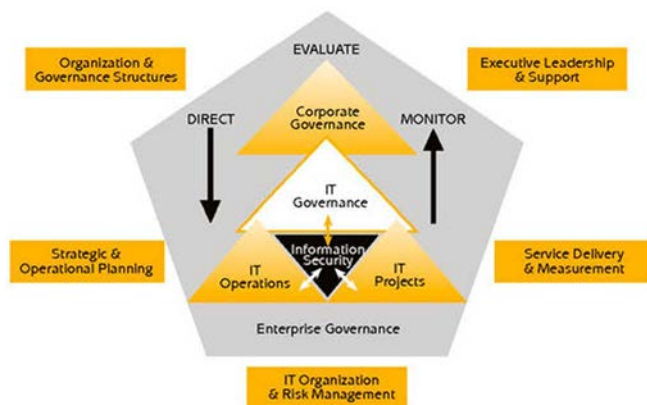 Organization &
Governance Structures
EVALUATE
Executive Leadership
& Support
DIRECT
Corporate
Governance
MONITOR
IT
Governance
Strategic &
Operational Planning
IT
Operations
Information
Security
IT
Projects
Service Delivery
& Measurement
Enterprise Governance
IT Organization
& Risk Management